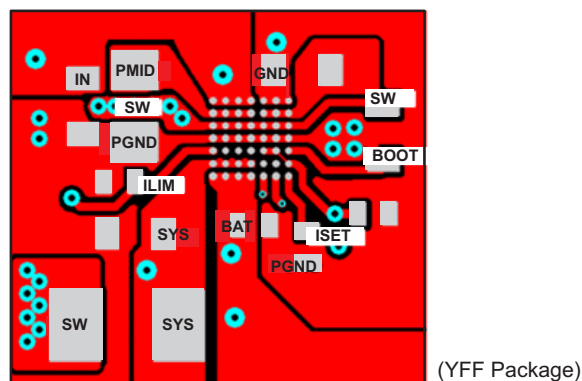 PMID
GND
IN
SW
SW
PGND
BOOT
ILIM
BAT
SYS
ISET
PGND
SW
SYS
(YFF Package)